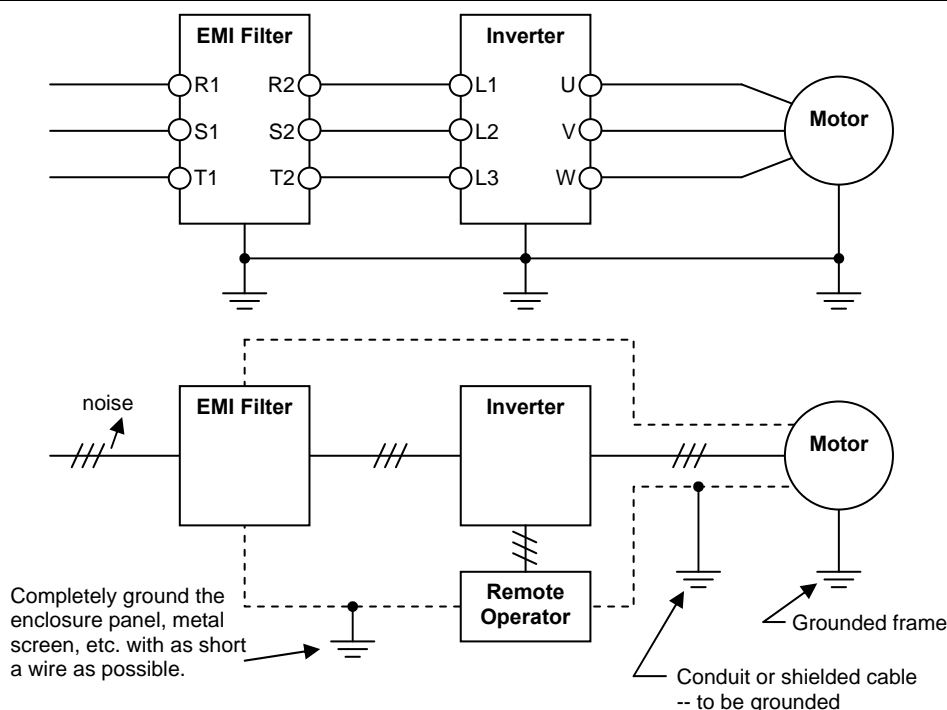 EMI Filter
Inverter
R1 R2 L1 U
Motor
S1 S2 L2 V
T1 T2 L3 W
noise
EMI Filter
Inverter
Motor
Remote
Operator
Completely ground the
enclosure panel, metal
screen, etc. with as short
a wire as possible.
Grounded frame
Conduit or shielded cable
-- to be grounded